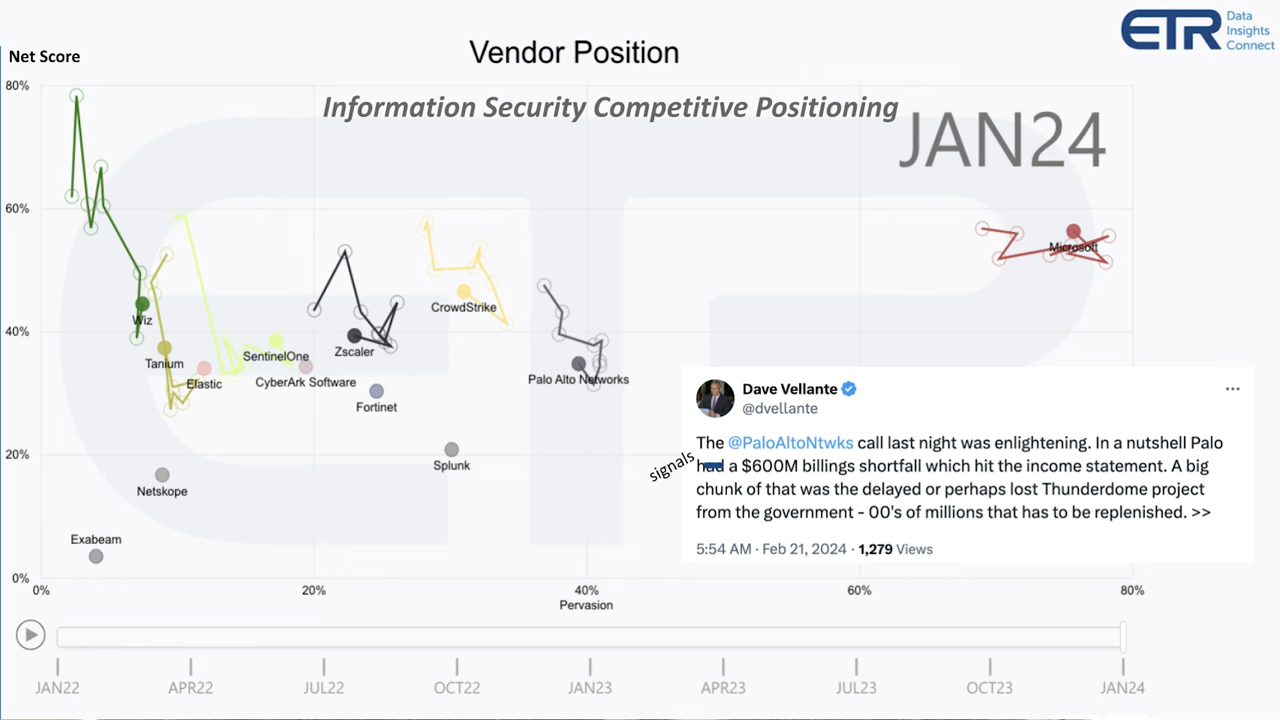 ETR
Data
Insights
Connect
Net Score
Vendor Position
Information Security Competitive Positioning
JAN24
80%
60%
40%
20%
0%
Wiz
Tanium
Elastic
SentinelOne
CyberArk Software
Zscaler
Fortinet
CrowdStrike
Palo Alto Networks
Microsoft
Splunk
Netskope
Exabeam
Dave Vellante
@dvellante
The @PaloAltoNtwks call last night was enlightening. In a nutshell Palo
signals
had a $600M billings shortfall which hit the income statement. A big
chunk of that was the delayed or perhaps lost Thunderdome project
from the government - 00's of millions that has to be replenished. >>
5:54 AM · Feb 21, 2024 · 1,279 Views
0% 20% 40% 60% 80%
Pervasion
JAN22 APR22 JUL22 OCT22 JAN23 APR23 JUL23 OCT23 JAN24